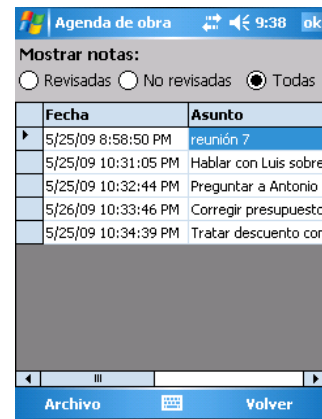 Agenda de obra 9:38 ok
Mostrar notas:
Revisadas No revisadas Todas
Fecha Asunto
5/25/09 8:58:50 PM reunión 7
5/25/09 10:31:05 PM Hablar con Luis sobre
5/25/09 10:32:44 PM Preguntar a Antonio
5/26/09 10:33:46 PM Corregir presupuesto
5/25/09 10:34:39 PM Tratar descuento con
Archivo Volver